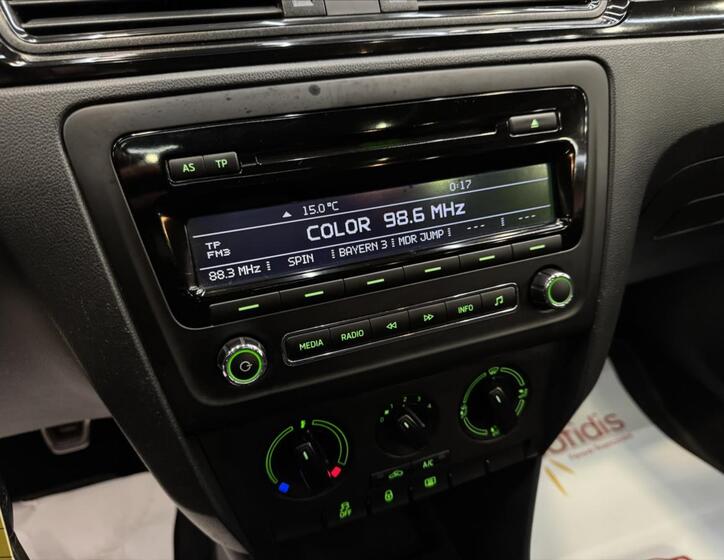 AS TP
0:17
15.0 °C
COLOR 98.6 MHz
TP
FM3
88.3 MHz SPIN BAYERN 3 MDR JUMP --- ---
MEDIA RADIO INFO
A/C
OFF